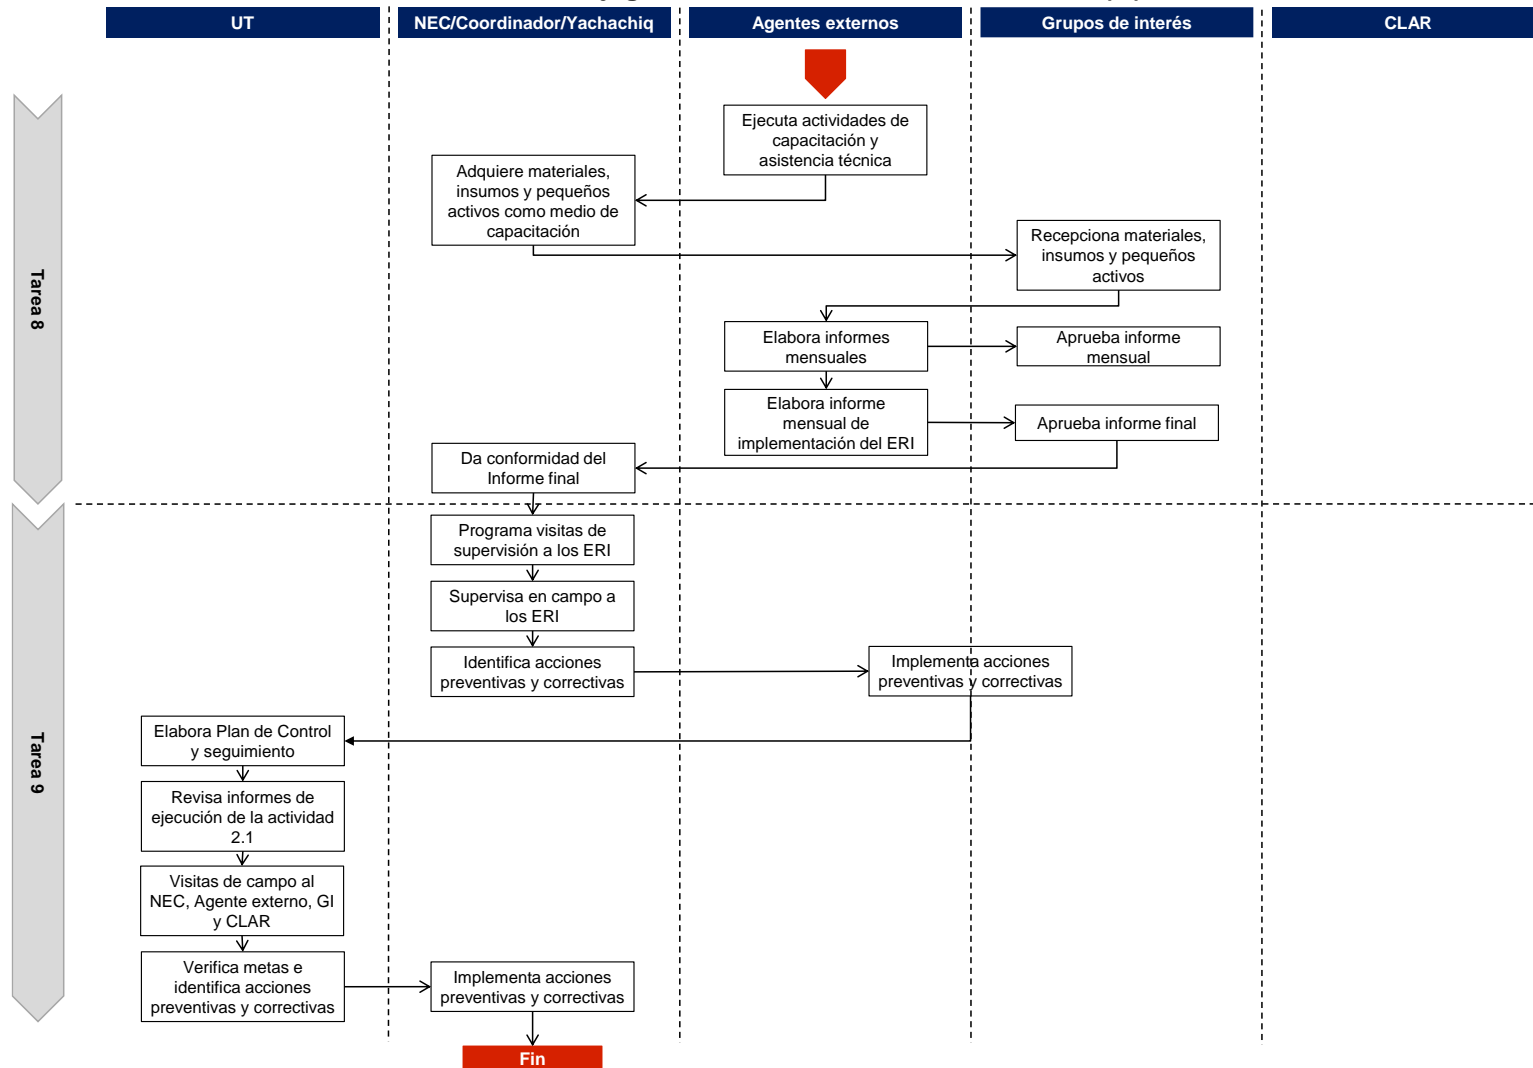 UT
NEC/Coordinador/Yachachiq
Agentes externos
Grupos de interés
CLAR
Tarea 8
Ejecuta actividades de
capacitación y
asistencia técnica
Adquiere materiales,
insumos y pequeños
activos como medio de
capacitación
Recepciona materiales,
insumos y pequeños
activos
Elabora informes
mensuales
Aprueba informe
mensual
Elabora informe
mensual de
implementación del ERI
Aprueba informe final
Da conformidad del
Informe final
Tarea 9
Programa visitas de
supervisión a los ERI
Supervisa en campo a
los ERI
Identifica acciones
preventivas y correctivas
Implementa acciones
preventivas y correctivas
Elabora Plan de Control
y seguimiento
Revisa informes de
ejecución de la actividad
2.1
Visitas de campo al
NEC, Agente externo, GI
y CLAR
Verifica metas e
identifica acciones
preventivas y correctivas
Implementa acciones
preventivas y correctivas
Fin